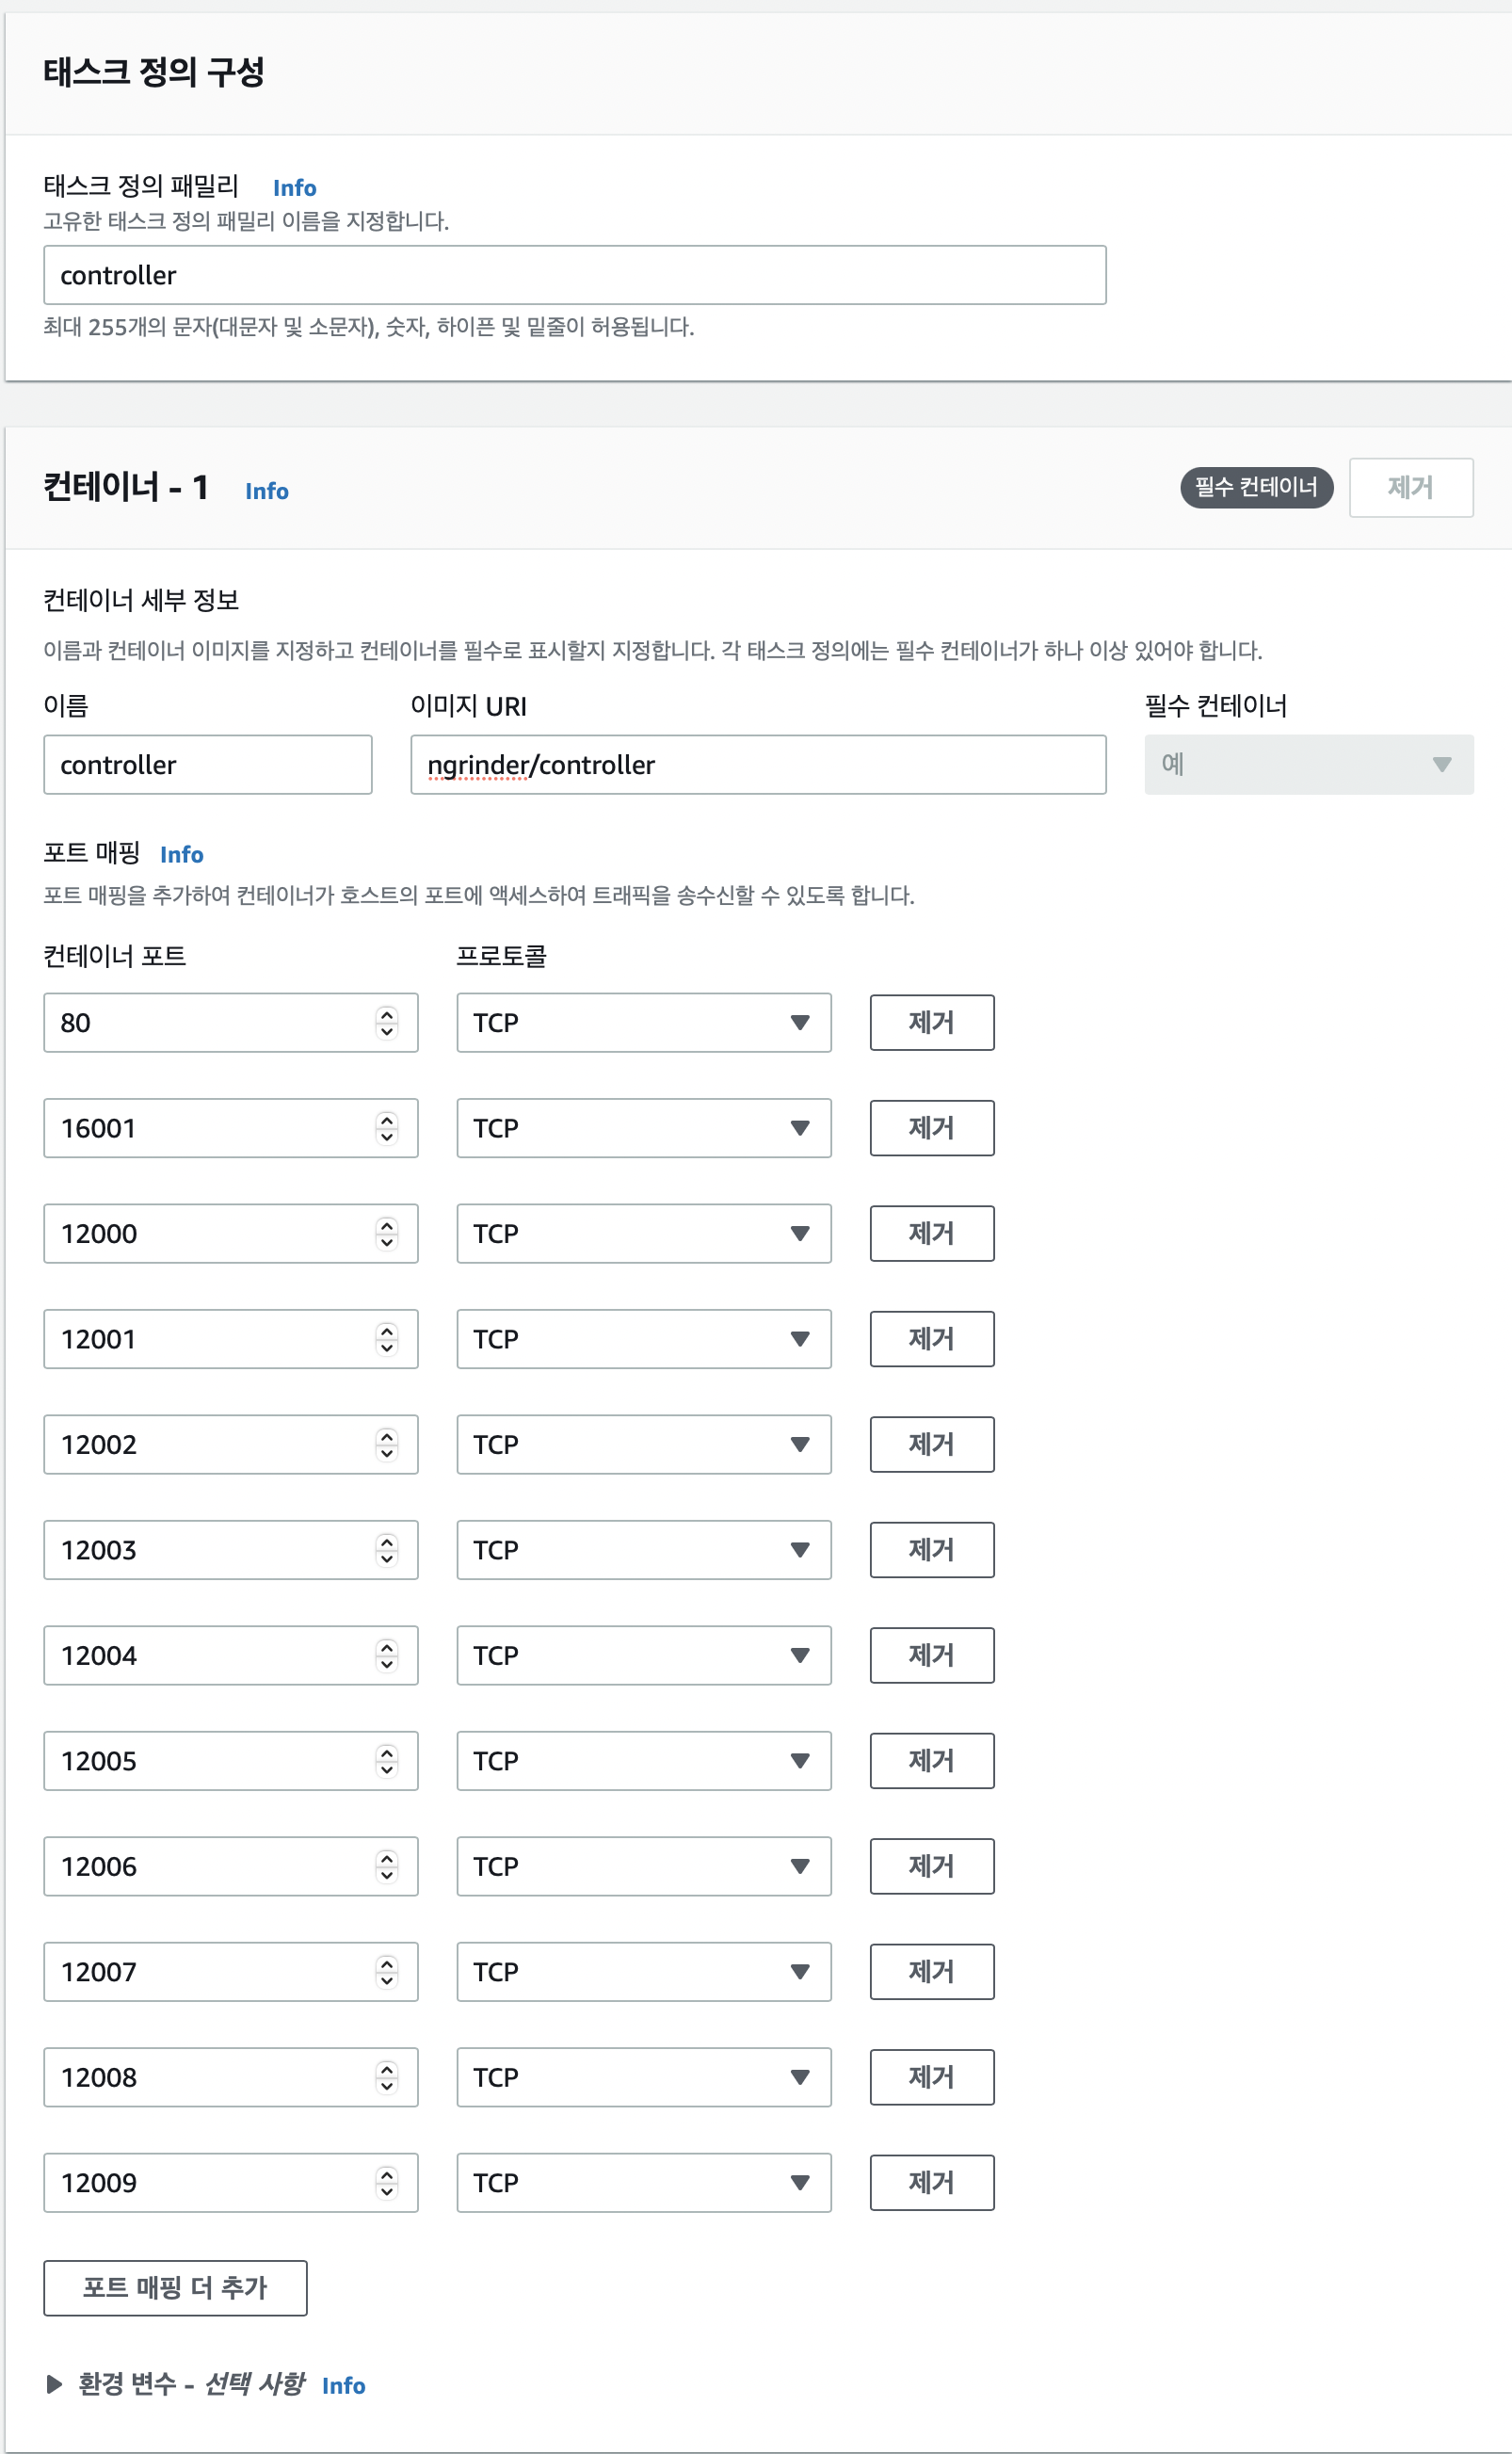 태스크 정의 구성
태스크 정의 패밀리 Info
고유한 태스크 정의 패밀리 이름을 지정합니다.
controller
최대 255개의 문자(대문자 및 소문자), 숫자, 하이픈 및 밑줄이 허용됩니다.
컨테이너 - 1 Info 필수 컨테이너 제거
컨테이너 세부 정보
이름과 컨테이너 이미지를 지정하고 컨테이너를 필수로 표시할지 지정합니다. 각 태스크 정의에는 필수 컨테이너가 하나 이상 있어야 합니다.
이름 이미지 URI 필수 컨테이너
controller ngrinder/controller 예
포트 매핑 Info
포트 매핑을 추가하여 컨테이너가 호스트의 포트에 액세스하여 트래픽을 송수신할 수 있도록 합니다.
컨테이너 포트 프로토콜
80 TCP 제거
16001 TCP 제거
12000 TCP 제거
12001 TCP 제거
12002 TCP 제거
12003 TCP 제거
12004 TCP 제거
12005 TCP 제거
12006 TCP 제거
12007 TCP 제거
12008 TCP 제거
12009 TCP 제거
포트 매핑 더 추가
환경 변수 - 선택 사항 Info